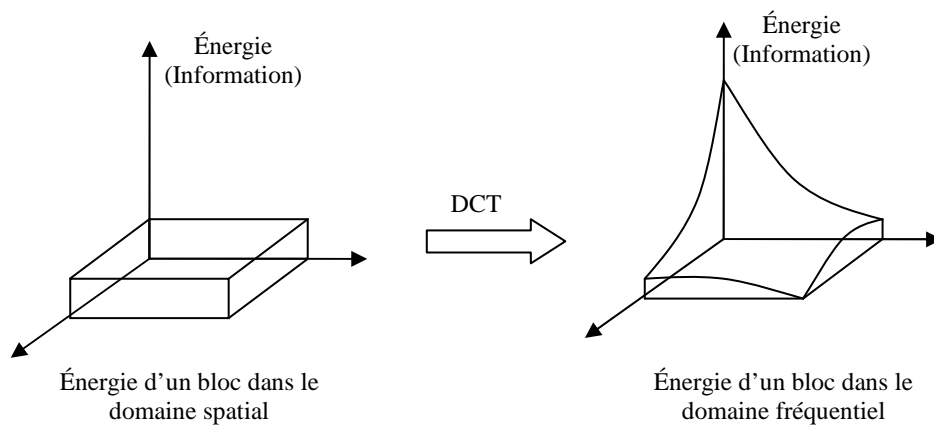 Énergie
(Information)
Énergie
(Information)
DCT
Énergie d’un bloc dans le
domaine spatial
Énergie d’un bloc dans le
domaine fréquentiel